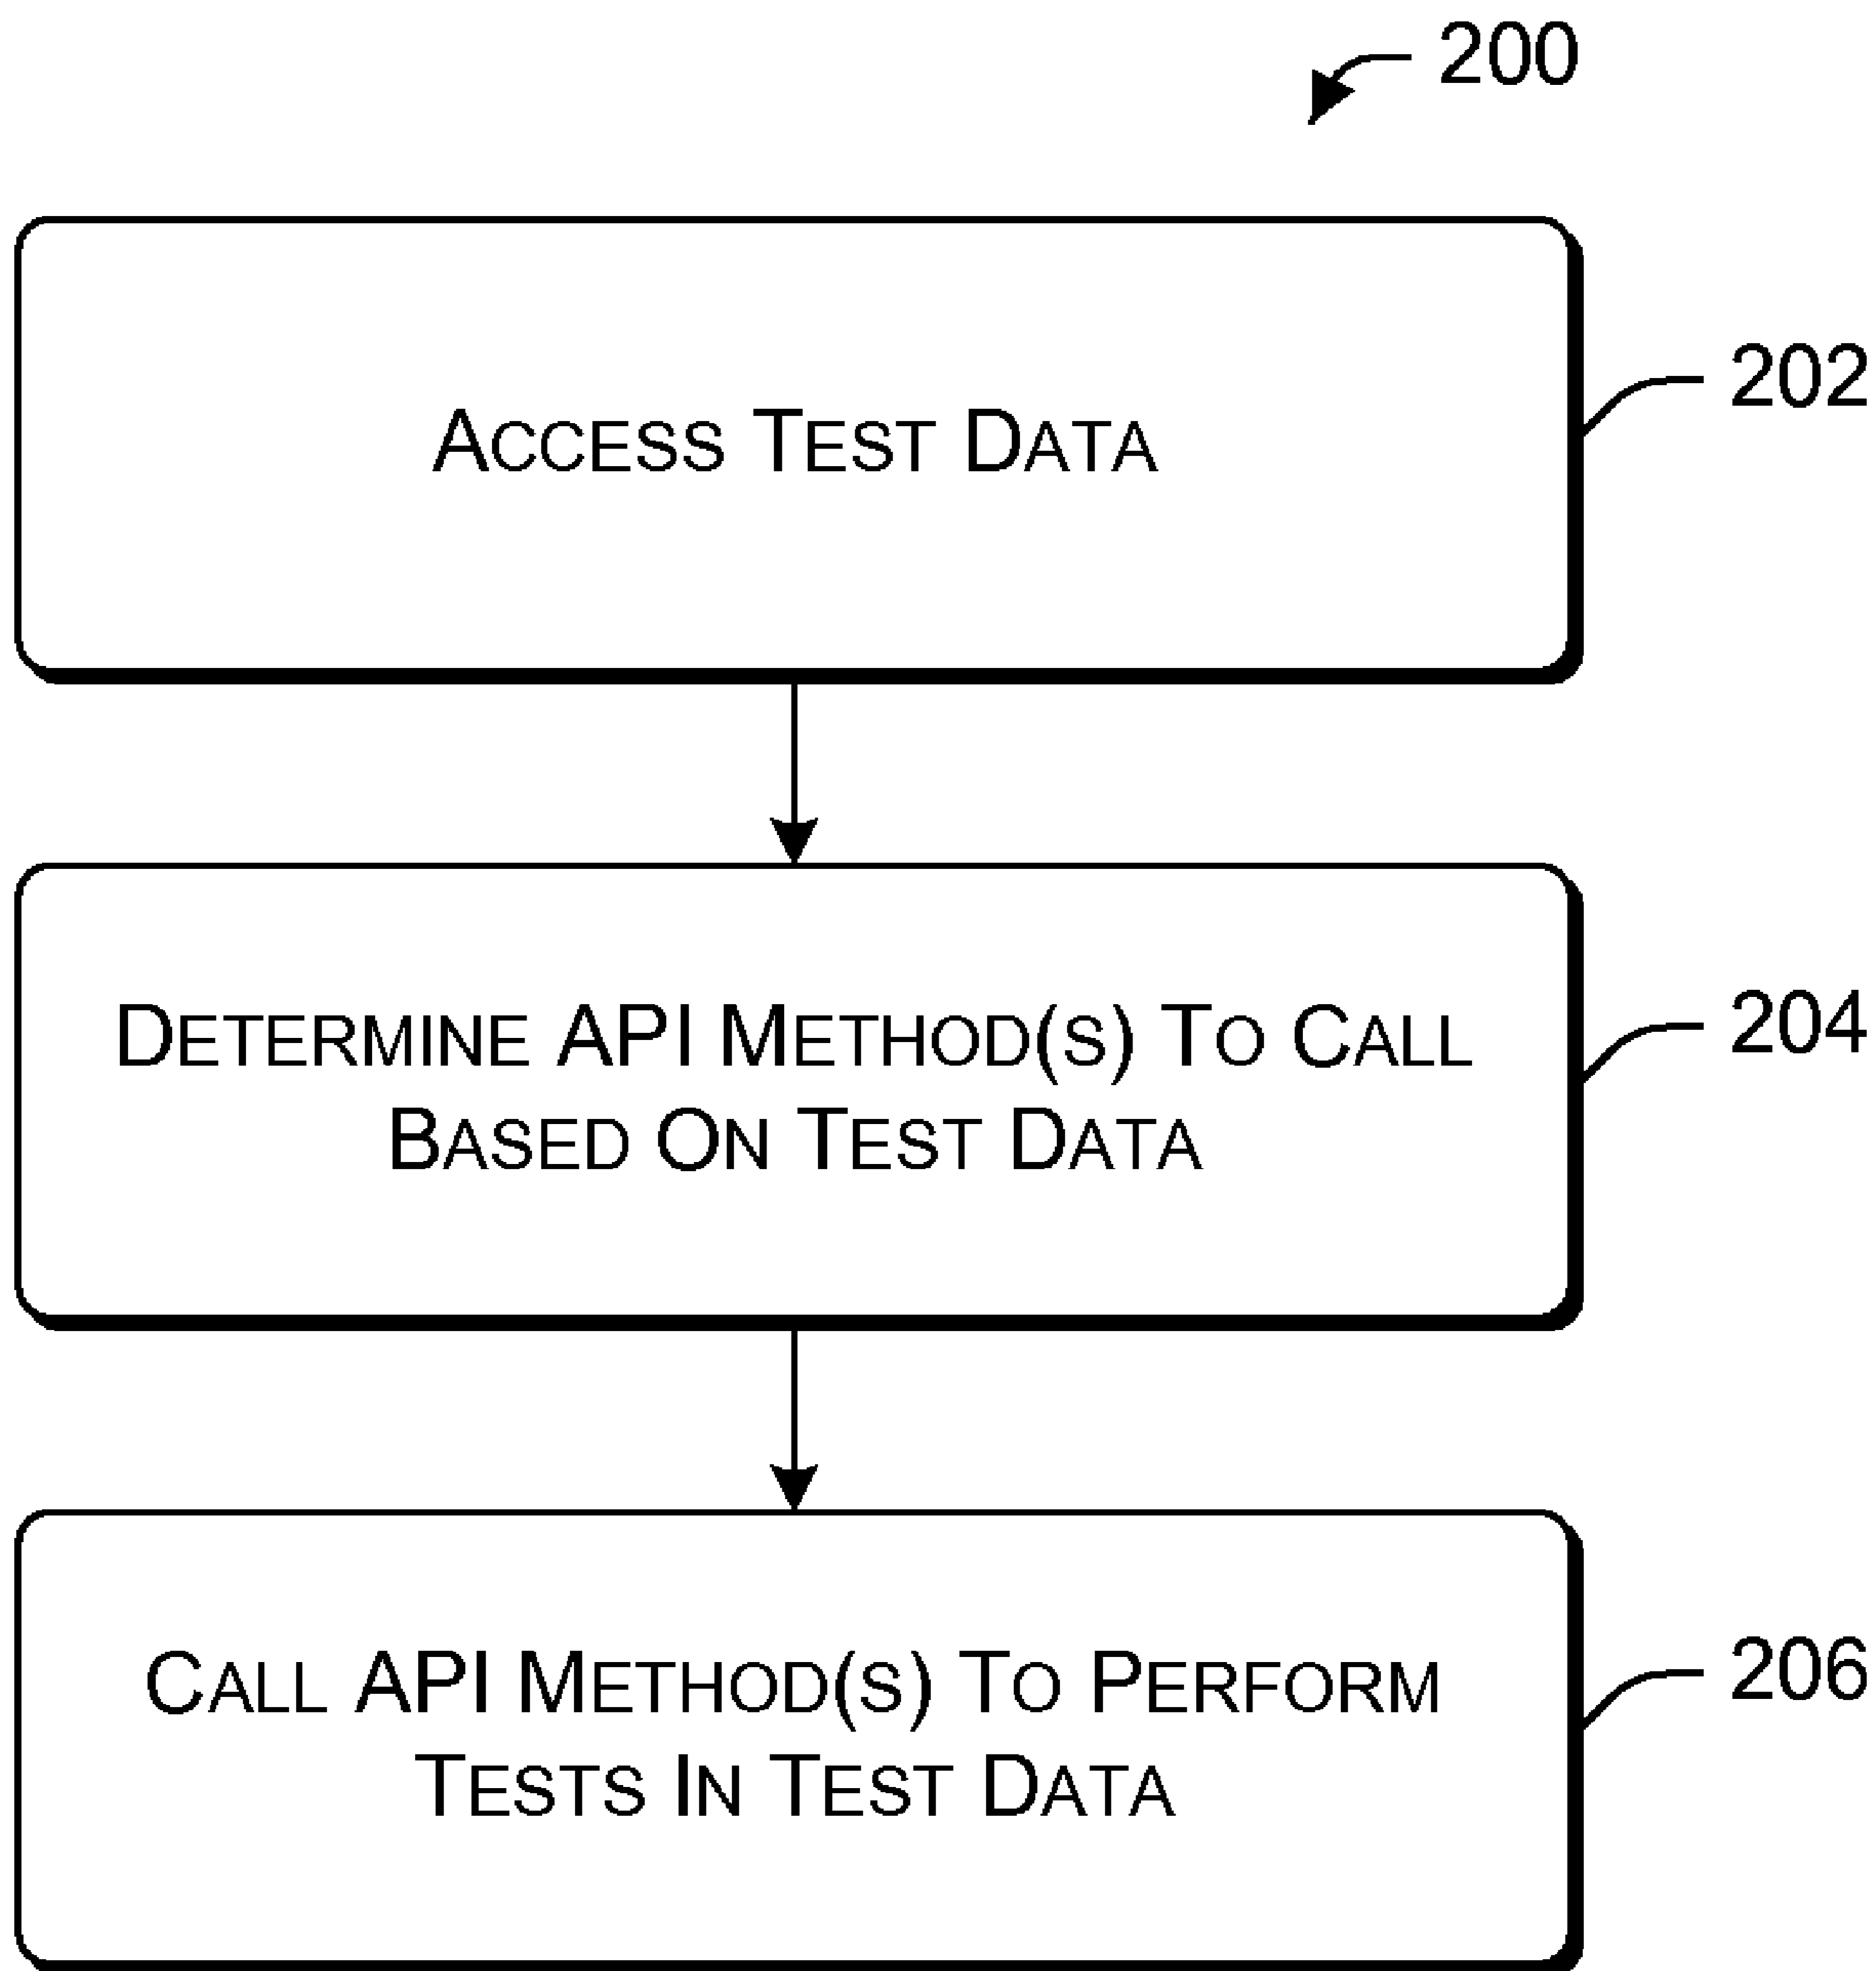 200
ACCESS TEST DATA
202
DETERMINE API METHOD(S) TO CALL
BASED ON TEST DATA
204
CALL API METHOD(S) TO PERFORM
TESTS IN TEST DATA
206